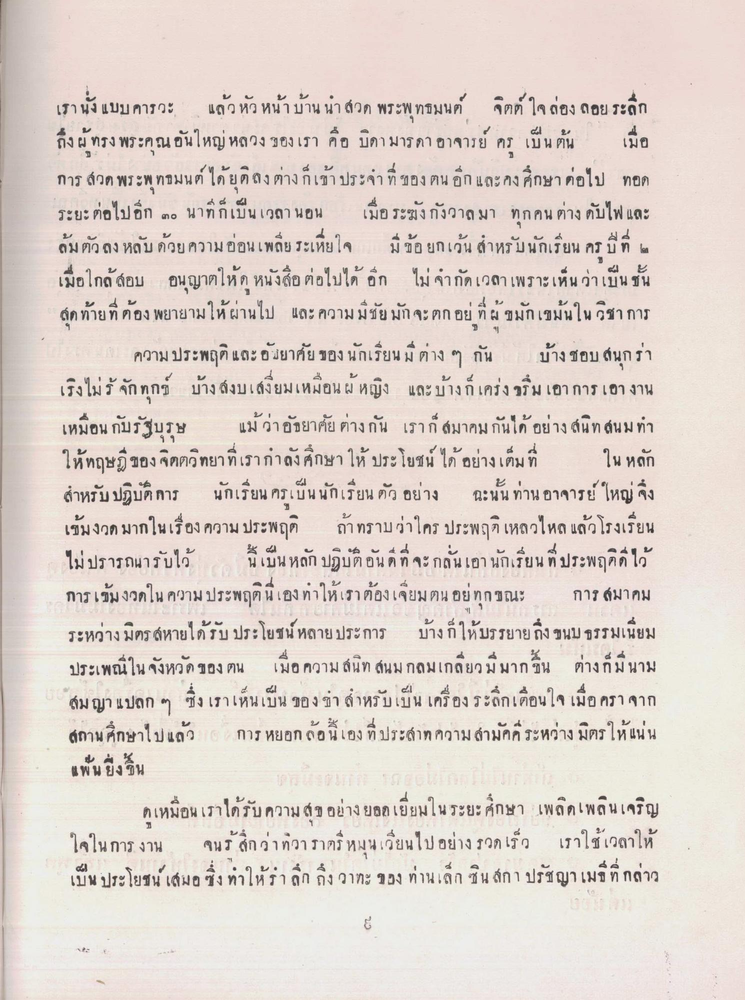 เรานั่งแบบคารวะ แล้วหัวหน้าบ้านนำสวดพระพุทธมนต์ จิตต์ใจล่องลอยระลึก
ถึงผู้ทรงพระคุณอันใหญ่หลวงของเรา คือ บิดามารดาอาจารย์ ครู เป็นต้น เมื่อ
การสวดพระพุทธมนต์ได้ยุติลงต่างก็เข้าประจำที่ของตนอีกและคงศึกษาต่อไป ทอด
ระยะต่อไปอีก ๓๐ นาทีก็เป็นเวลานอน เมื่อระฆังกังวาลมา ทุกคนต่างดับไฟและ
ล้มตัวลงหลับด้วยความอ่อนเพลียระเหี่ยใจ มีข้อยกเว้นสำหรับนักเรียนครูปีที่ ๒
เมื่อใกล้สอบ อนุญาตให้ดูหนังสือต่อไปได้อีก ไม่จำกัดเวลาเพราะเห็นว่าเป็นชั้น
สุดท้ายที่ต้องพยายามให้ผ่านไป และความมีชัยมักจะตกอยู่ที่ผู้ขมักเขม้นในวิชาการ
ความประพฤติและอัธยาศัยของนักเรียนมีต่าง ๆ กัน บ้างชอบสนุกร่า
เริงไม่รู้จักทุกข์ บ้างสงบเสงี่ยมเหมือนผู้หญิง และบ้างก็เคร่งขรึมเอาการเอางาน
เหมือนกับรัฐบุรุษ แม้ว่าอัธยาศัยต่างกัน เราก็สมาคมกันได้อย่างสนิทสนมทำ
ให้ทฤษฎีของจิตตวิทยาที่เรากำลังศึกษาให้ประโยชน์ได้อย่างเต็มที่ ในหลัก
สำหรับปฏิบัติการ นักเรียนครูเป็นนักเรียนตัวอย่าง ฉะนั้นท่านอาจารย์ใหญ่จึง
เข้มงวดมากในเรื่องความประพฤติ ถ้าทราบว่าใครประพฤติเหลวไหลแล้วโรงเรียน
ไม่ปรารถนารับไว้ นี้เป็นหลักปฏิบัติอันดีที่จะกลั่นเอานักเรียนที่ประพฤติดีไว้
การเข้มงวดในความประพฤตินี่เองทำให้เราต้องเจียมตนอยู่ทุกขณะ การสมาคม
ระหว่างมิตรสหายได้รับประโยชน์หลายประการ บ้างก็ให้บรรยายถึงขนบธรรมเนียม
ประเพณีในจังหวัดของตน เมื่อความสนิทสนมกลมเกลียวมีมากขึ้น ต่างก็มีนาม
สมญาแปลกๆ ซึ่งเราเห็นเป็นของขำสำหรับเป็นเครื่องระลึกเตือนใจเมื่อคราจาก
สถานศึกษาไปแล้ว การหยอกล้อนี้เองที่ประสาทความสามัคคีระหว่างมิตรให้แน่น
แฟ้นยิ่งขึ้น
ดูเหมือนเราได้รับความสุขอย่างยอดเยี่ยมในระยะศึกษา เพลิดเพลินเจริญ
ใจในการงาน จนรู้สึกว่าทิวาราตรีหมุนเวียนไปอย่างรวดเร็ว เราใช้เวลาให้
เป็นประโยชน์เสมอซึ่งทำให้รำลึกถึงวาทะของท่านเล็กซินสกา ปรัชญาเมธีที่กล่าว
๙